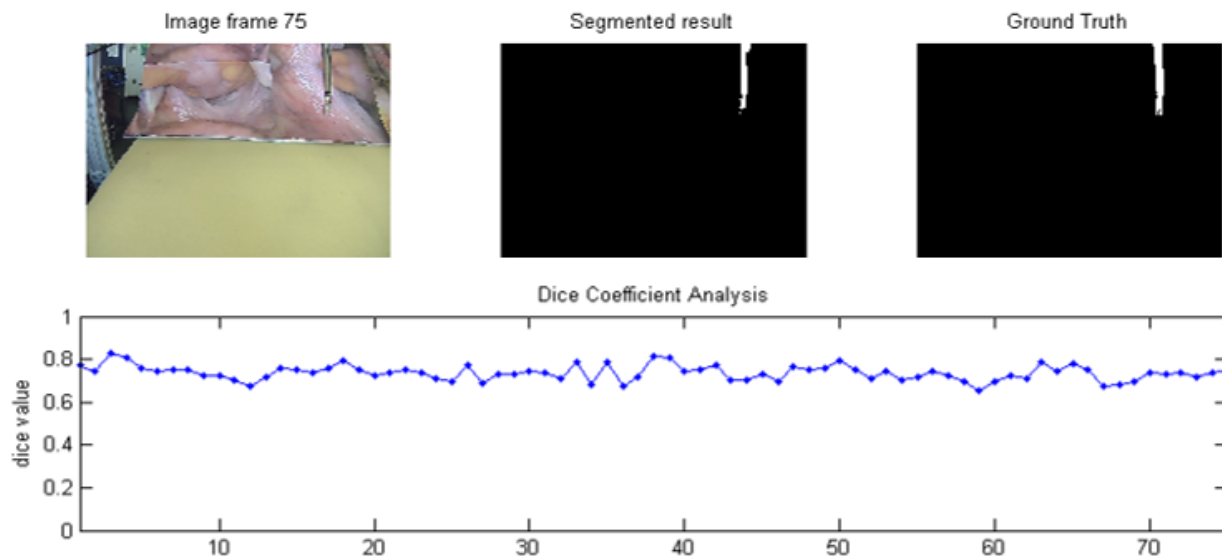 Image frame 75
Segmented result
Ground Truth
Dice Coefficient Analysis
dice value
1
0.8
0.6
0.4
0.2
0
10 20 30 40 50 60 70